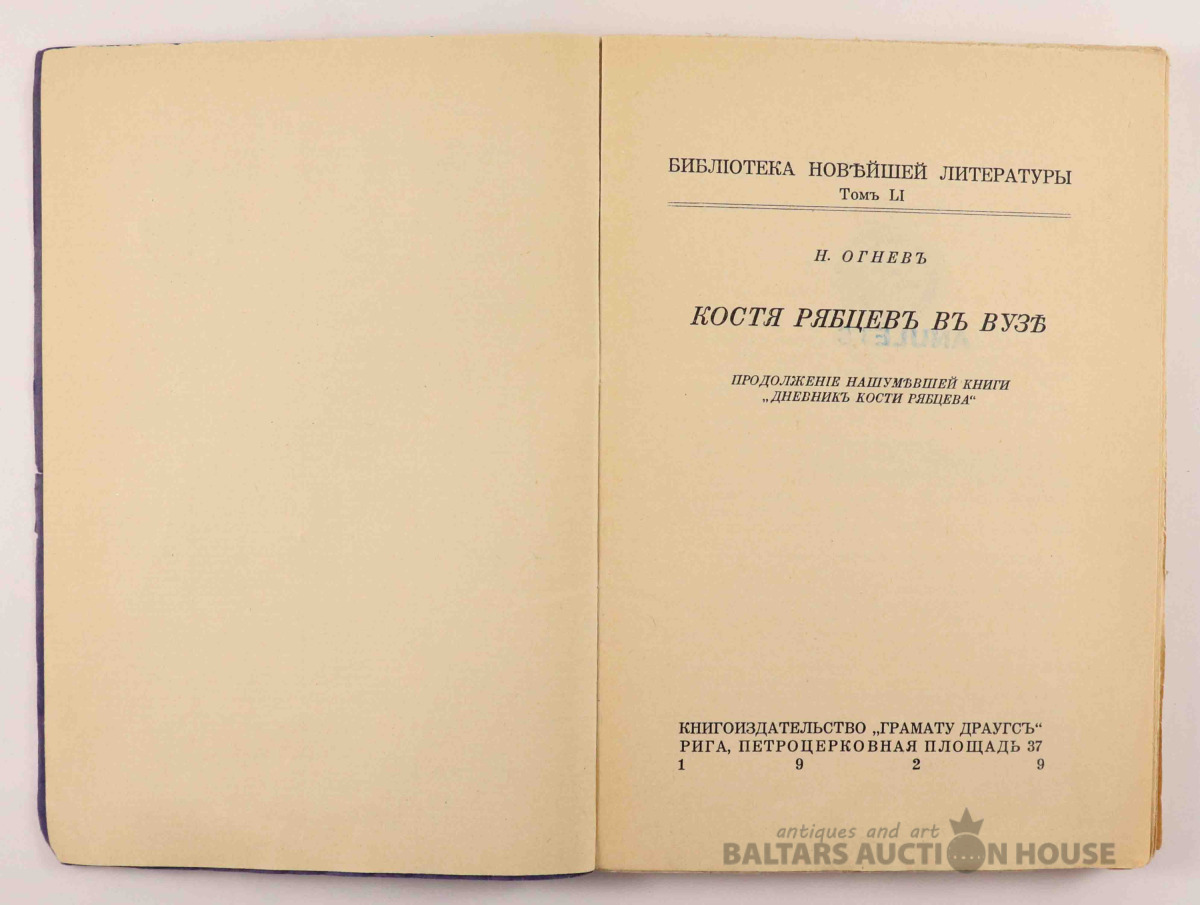 БИБЛІОТЕКА НОВѢЙШЕЙ ЛИТЕРАТУРЫ
Томъ LI
Н. ОГНЕВЪ
КОСТЯ РЯБЦЕВЪ ВЪ ВУЗѢ
ПРОДОЛЖЕНІЕ НАШУМѢВШЕЙ КНИГИ
„ДНЕВНИКЪ КОСТИ РЯБЦЕВА“
КНИГОИЗДАТЕЛЬСТВО „ГРАМАТУ ДРАУГСЪ“
РИГА, ПЕТРОЦЕРКОВНАЯ ПЛОЩАДЬ 37
1 9 2 9
antiques and art
BALTARS AUCTION HOUSE